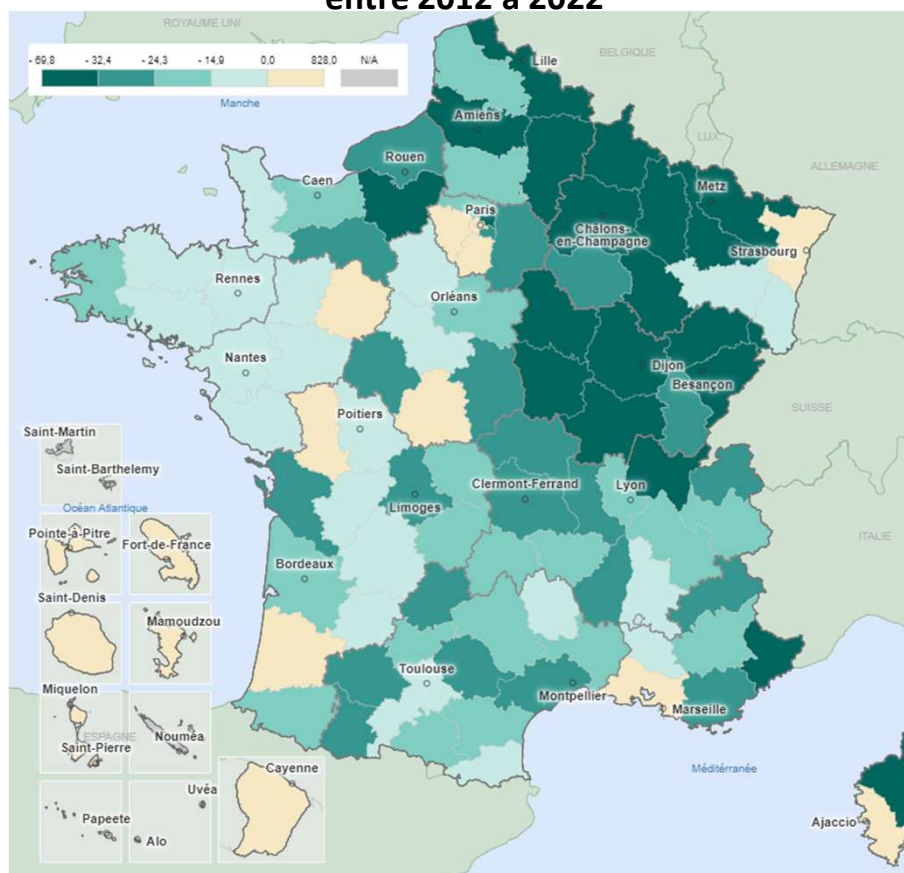 entre 2012 à 2022
ROYAUME UNI
- 69,8 - 32,4 - 24,3 - 14,9 0,0 828,0 N/A
BELGIQUE
Lille
Manche
Amiens
LUX
Rouen
ALLEMAGNE
Caen
Metz
Paris
Châlons-
en-Champagne
Strasbourg
Rennes
Orléans
Nantes
Dijon
Besançon
SUISSE
Poitiers
Saint-Martin
Saint-Barthelemy
Clermont-Ferrand
Lyon
Limoges
Océan Atlantique
Pointe-à-Pitre
Fort-de-France
ITALIE
Bordeaux
Saint-Denis
Mamoudzou
Toulouse
Miquelon
Montpellier
Marseille
ESPAGNE
Saint-Pierre
Nouméa
Cayenne
Méditérranée
Uvéa
Papeete
Alo
Ajaccio